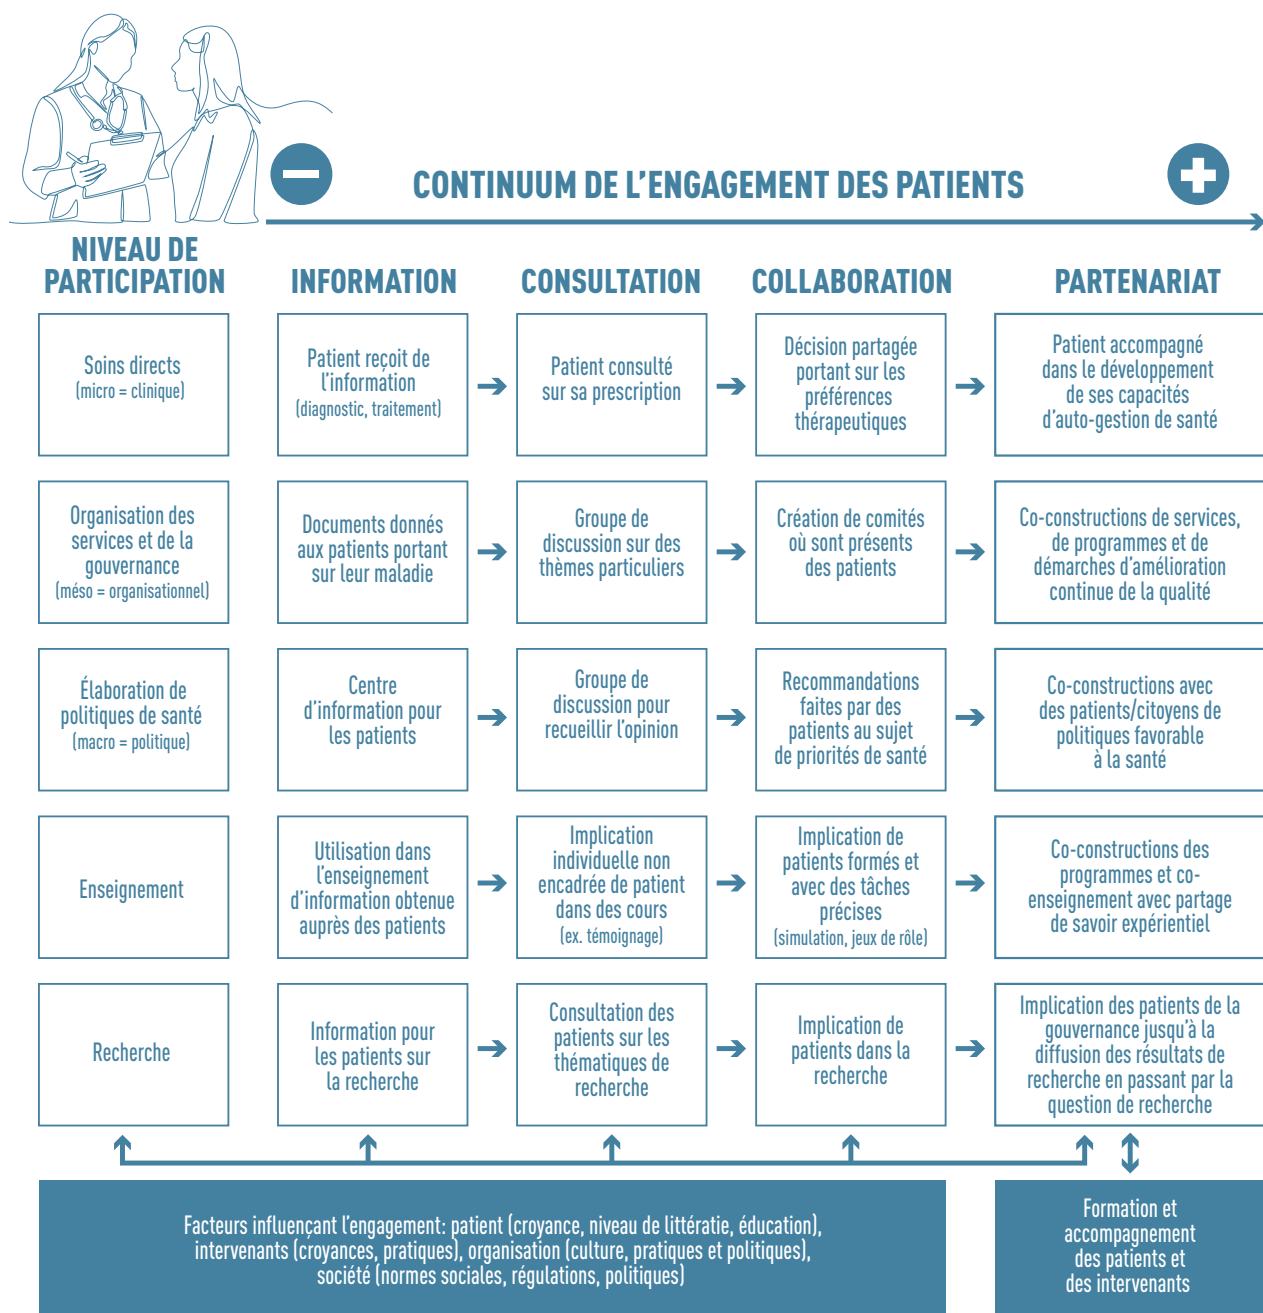 CONTINUUM DE L'ENGAGEMENT DES PATIENTS
NIVEAU DE
PARTICIPATION
INFORMATION
CONSULTATION
COLLABORATION
PARTENARIAT
Soins directs
(micro = clinique)
Patient reçoit de
l'information
(diagnostic, traitement)
Patient consulté
sur sa prescription
Décision partagée
portant sur les
préférences
thérapeutiques
Patient accompagné
dans le développement
de ses capacités
d'auto-gestion de santé
Organisation des
services et de la
gouvernance
(méso = organisationnel)
Documents donnés
aux patients portant
sur leur maladie
Groupe de
discussion sur des
thèmes particuliers
Création de comités
où sont présents
des patients
Co-constructions de services,
de programmes et de
démarches d'amélioration
continue de la qualité
Élaboration de
politiques de santé
(macro = politique)
Centre
d'information pour
les patients
Groupe de
discussion pour
recueillir l'opinion
Recommandations
faites par des
patients au sujet
de priorités de santé
Co-constructions avec
des patients/citoyens de
politiques favorable
à la santé
Enseignement
Utilisation dans
l'enseignement
d'information obtenue
auprès des patients
Implication
individuelle non
encadrée de patient
dans des cours
(ex. témoignage)
Implication de
patients formés et
avec des tâches
précises
(simulation, jeux de rôle)
Co-constructions des
programmes et co-
enseignement avec partage
de savoir expérientiel
Recherche
Information pour
les patients sur
la recherche
Consultation des
patients sur les
thématiques de
recherche
Implication de
patients dans la
recherche
Implication des patients de la
gouvernance jusqu'à la
diffusion des résultats de
recherche en passant par la
question de recherche
Facteurs influençant l'engagement: patient (croyance, niveau de littératie, éducation),
intervenants (croyances, pratiques), organisation (culture, pratiques et politiques),
société (normes sociales, régulations, politiques)
Formation et
accompagnement
des patients et
des intervenants